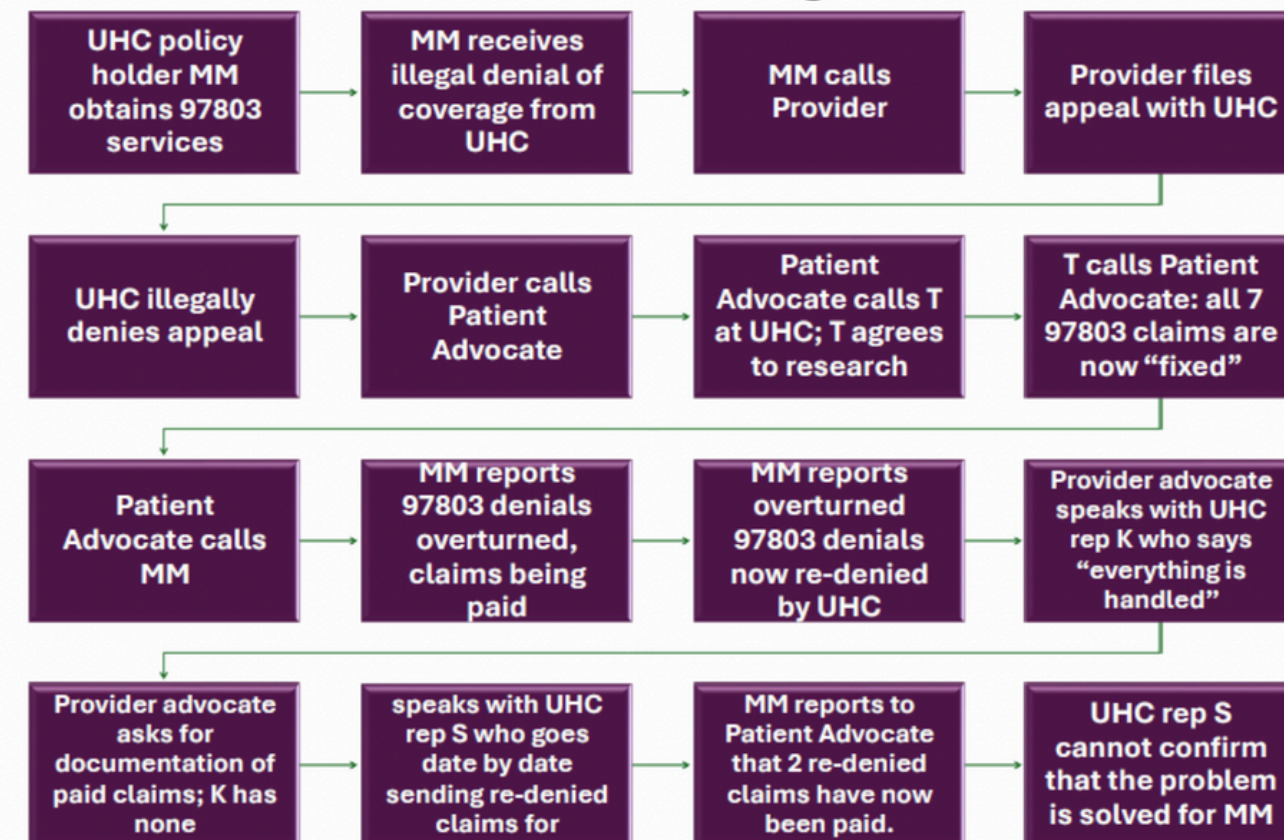 UHC policy
holder MM
obtains 97803
services
MM receives
illegal denial of
coverage from
UHC
MM calls
Provider
Provider files
appeal with UHC
UHC illegally
denies appeal
Provider calls
Patient
Advocate
Patient
Advocate calls T
at UHC; T agrees
to research
T calls Patient
Advocate: all 7
97803 claims are
now “fixed”
Patient
Advocate calls
MM
MM reports
97803 denials
overturned,
claims being
paid
MM reports
overturned
97803 denials
now re-denied
by UHC
Provider advocate
speaks with UHC
rep K who says
“everything is
handled”
Provider advocate
asks for
documentation of
paid claims; K has
none
speaks with UHC
rep S who goes
date by date
sending re-denied
claims for
MM reports to
Patient Advocate
that 2 re-denied
claims have now
been paid.
UHC rep S
cannot confirm
that the problem
is solved for MM